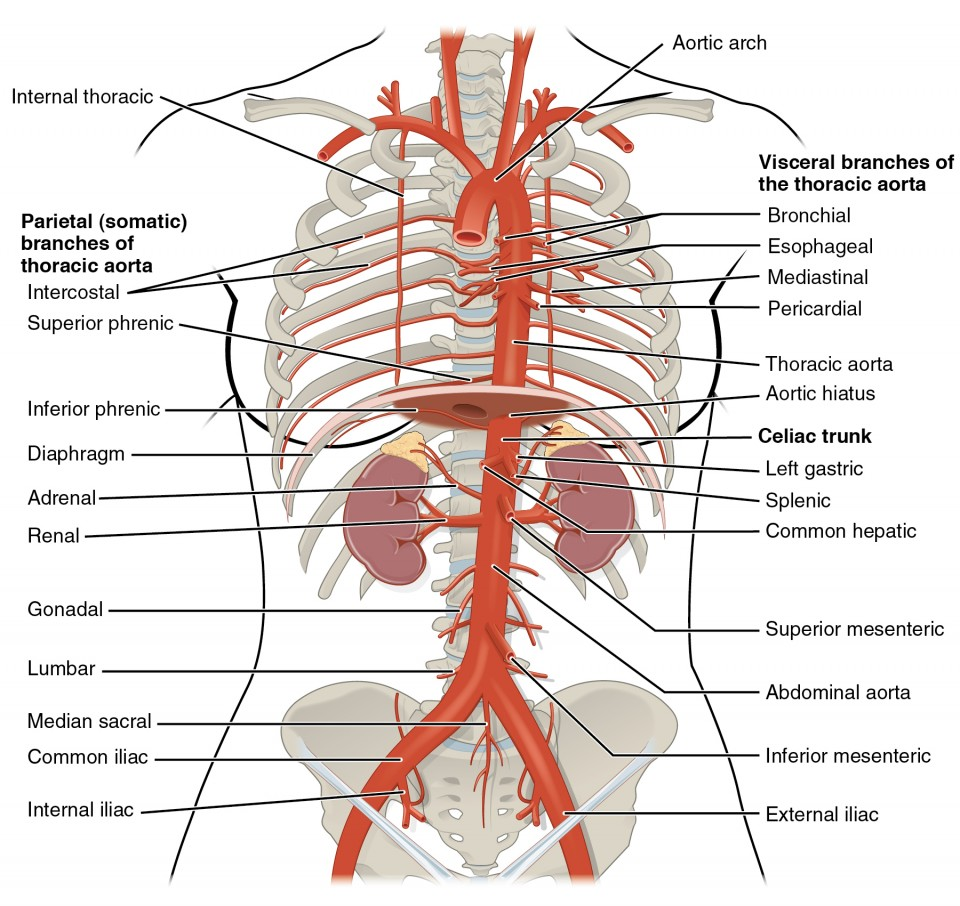 Aortic arch
Internal thoracic
Parietal (somatic)
branches of
thoracic aorta
Intercostal
Superior phrenic
Inferior phrenic
Diaphragm
Adrenal
Renal
Gonadal
Lumbar
Median sacral
Common iliac
Internal iliac
Visceral branches of
the thoracic aorta
Bronchial
Esophageal
Mediastinal
Pericardial
Thoracic aorta
Aortic hiatus
Celiac trunk
Left gastric
Splenic
Common hepatic
Superior mesenteric
Abdominal aorta
Inferior mesenteric
External iliac